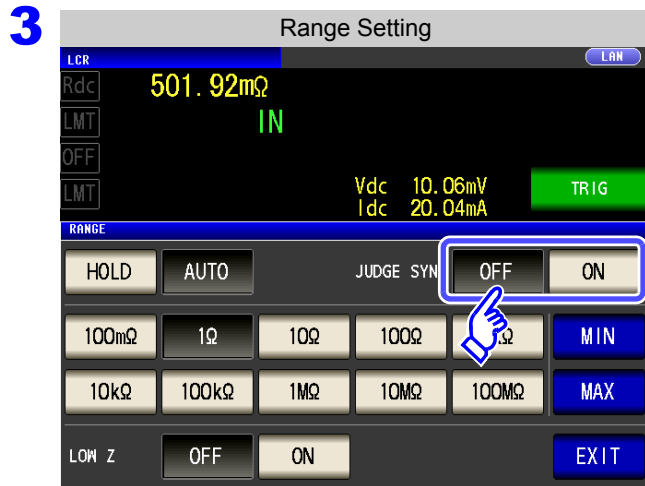 3
Range Setting
LCR LAN
Rdc 501.92mΩ
LMT IN
OFF
LMT Vdc 10.06mV TRIG
Idc 20.04mA
RANGE
HOLD AUTO JUDGE SYN OFF ON
100mΩ 1Ω 10Ω 100Ω MIN
10kΩ 100kΩ 1MΩ 10MΩ 100MΩ MAX
LOW Z OFF ON EXIT